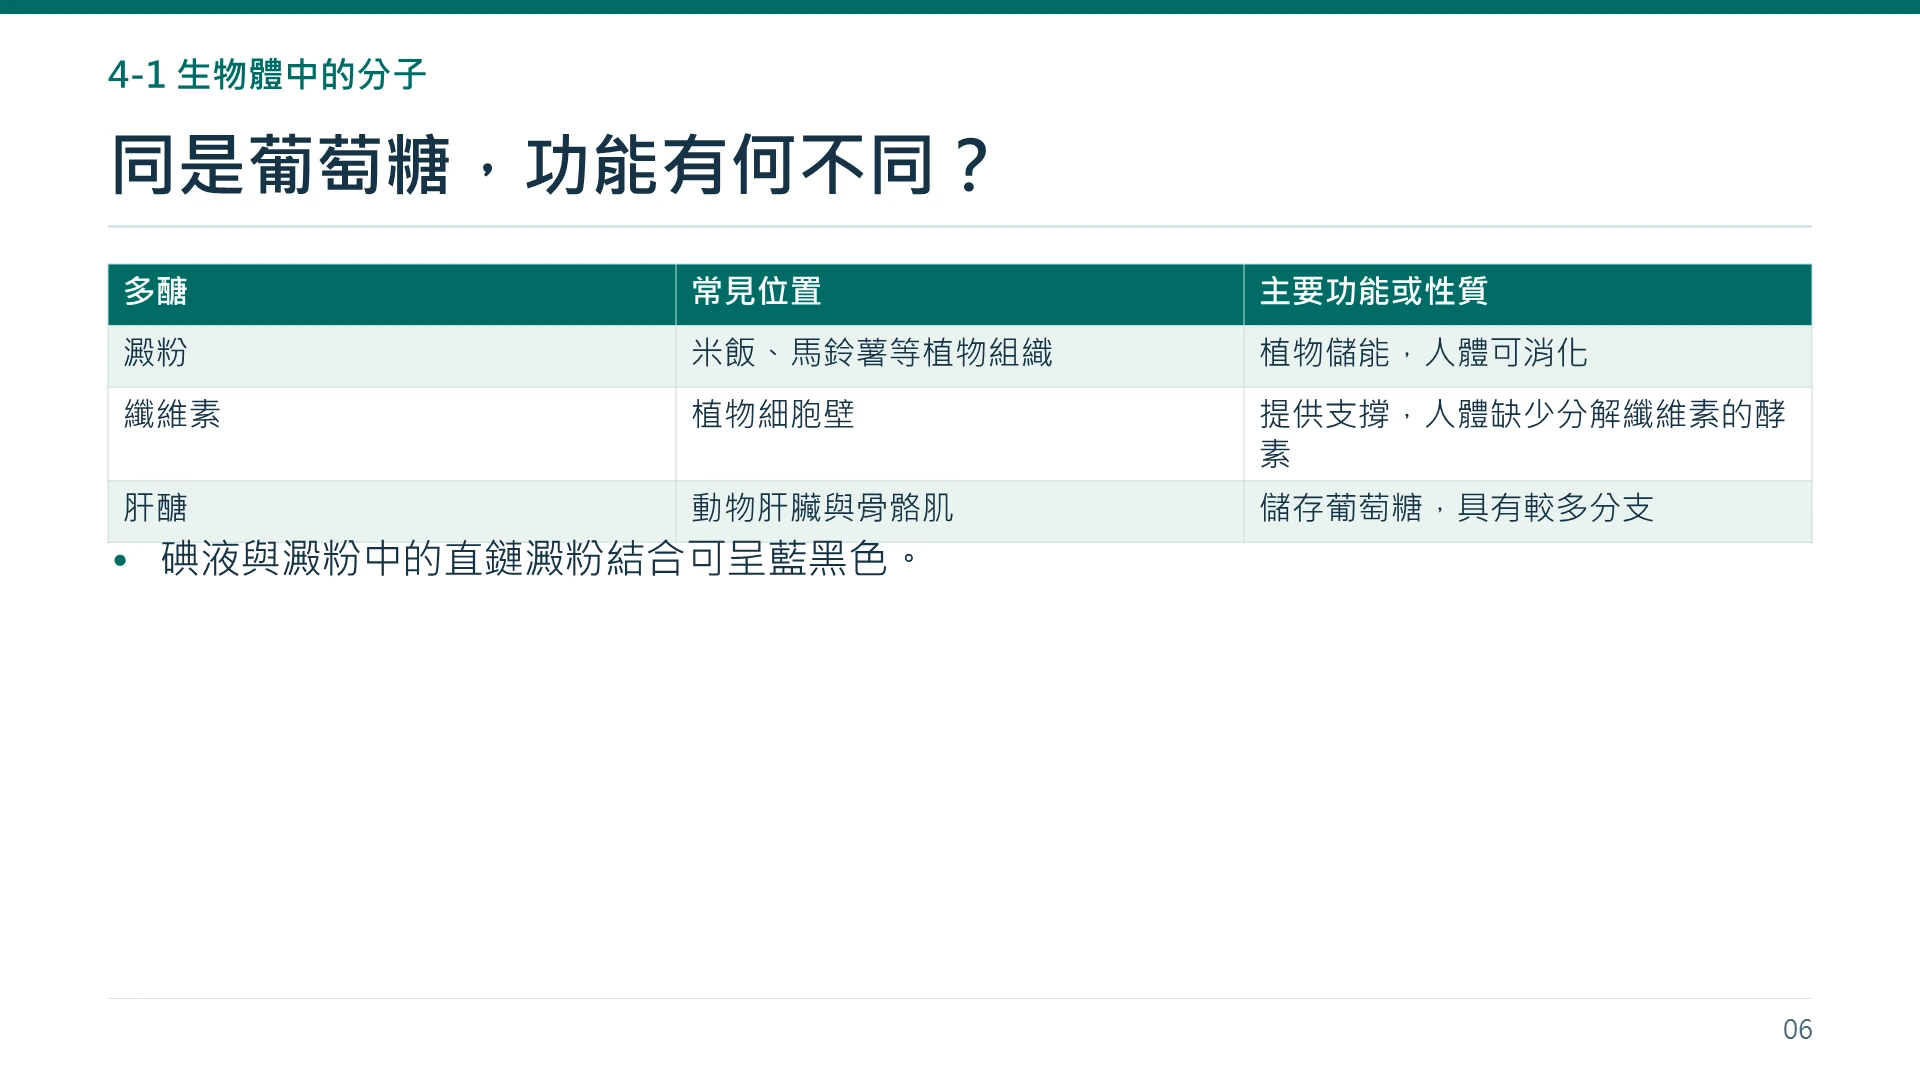 4-1 生物體中的分子
同是葡萄糖，功能有何不同？
多醣 常見位置 主要功能或性質
澱粉 米飯、馬鈴薯等植物組織 植物儲能，人體可消化
纖維素 植物細胞壁 提供支撐，人體缺少分解纖維素的酵
素
肝醣 動物肝臟與骨骼肌 儲存葡萄糖，具有較多分支
• 碘液與澱粉中的直鏈澱粉結合可呈藍黑色。
06